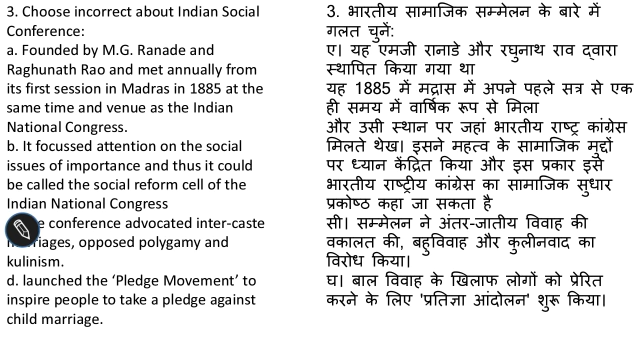 3. Choose incorrect about Indian Social
Conference:
a. Founded by M.G. Ranade and
Raghunath Rao and met annually from
its first session in Madras in 1885 at the
same time and venue as the Indian
National Congress.
b. It focussed attention on the social
issues of importance and thus it could
be called the social reform cell of the
Indian National Congress
conference advocated inter-caste
opposed polygamy and
kulinism.
d. launched the ‘Pledge Movement’ to
inspire people to take a pledge against
child marriage.
3. भारतीय सामाजिक सम्मेलन के बारे में
गलत चुनें:
ए। यह एमजी रानाडे और रघुनाथ राव द्वारा
स्थापित किया गया था
यह 1885 में मद्रास में अपने पहले सत्र से एक
ही समय में वार्षिक रूप से मिला
और उसी स्थान पर जहां भारतीय राष्ट्र कांग्रेस
मिलते थेख। इसने महत्व के सामाजिक मुद्दों
पर ध्यान केंद्रित किया और इस प्रकार इसे
भारतीय राष्ट्रीय कांग्रेस का सामाजिक सुधार
प्रकोष्ठ कहा जा सकता है
सी। सम्मेलन ने अंतर-जातीय विवाह की
वकालत की, बहुविवाह और कुलीनवाद का
विरोध किया।
घ। बाल विवाह के खिलाफ लोगों को प्रेरित
करने के लिए 'प्रतिज्ञा आंदोलन' शुरू किया।